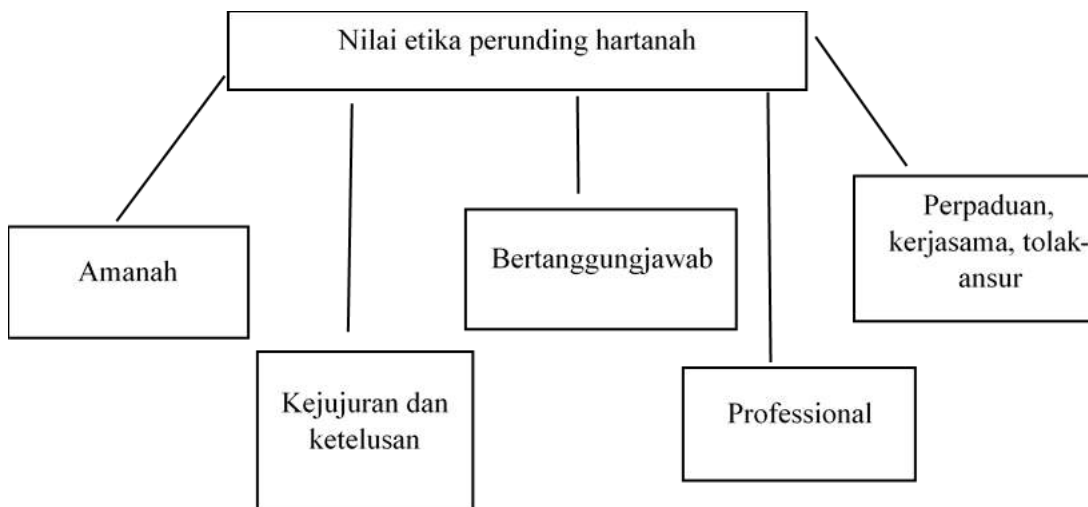 Nilai etika perunding hartanah
Amanah
Kejujuran dan
ketelusan
Bertanggungjawab
Professional
Perpaduan,
kerjasama, tolak-
ansur